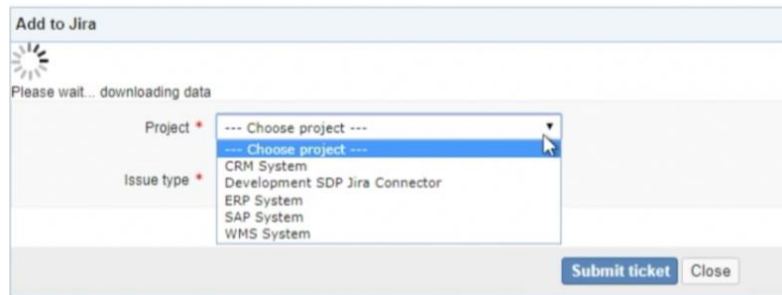 Add to Jira
Please wait... downloading data
Project * --- Choose project ---
--- Choose project ---
CRM System
Issue type * Development SDP Jira Connector
ERP System
SAP System
WMS System
Submit ticket Close